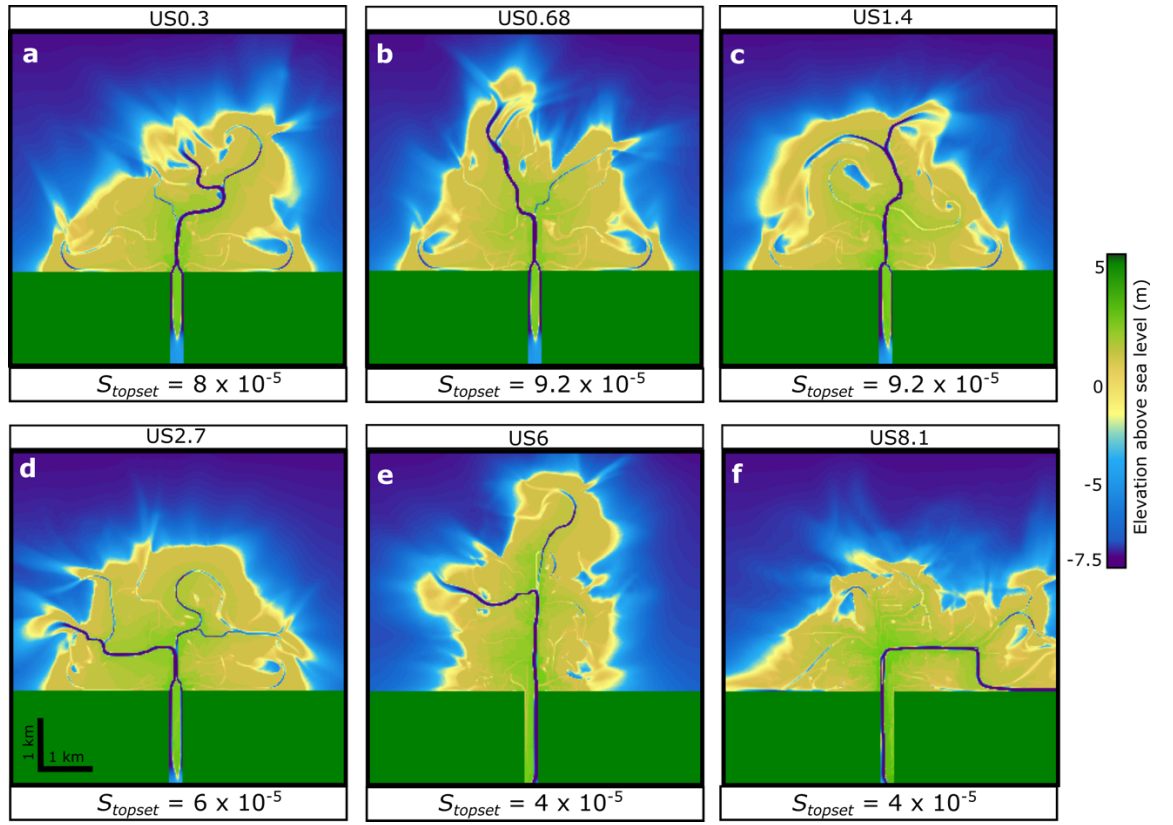 US0.3
US0.68
US1.4
a
b
c
S_topset = 8 x 10^-5
S_topset = 9.2 x 10^-5
S_topset = 9.2 x 10^-5
US2.7
US6
US8.1
d
e
f
1 km
1 km
S_topset = 6 x 10^-5
S_topset = 4 x 10^-5
S_topset = 4 x 10^-5
5
0
-5
-7.5
Elevation above sea level (m)